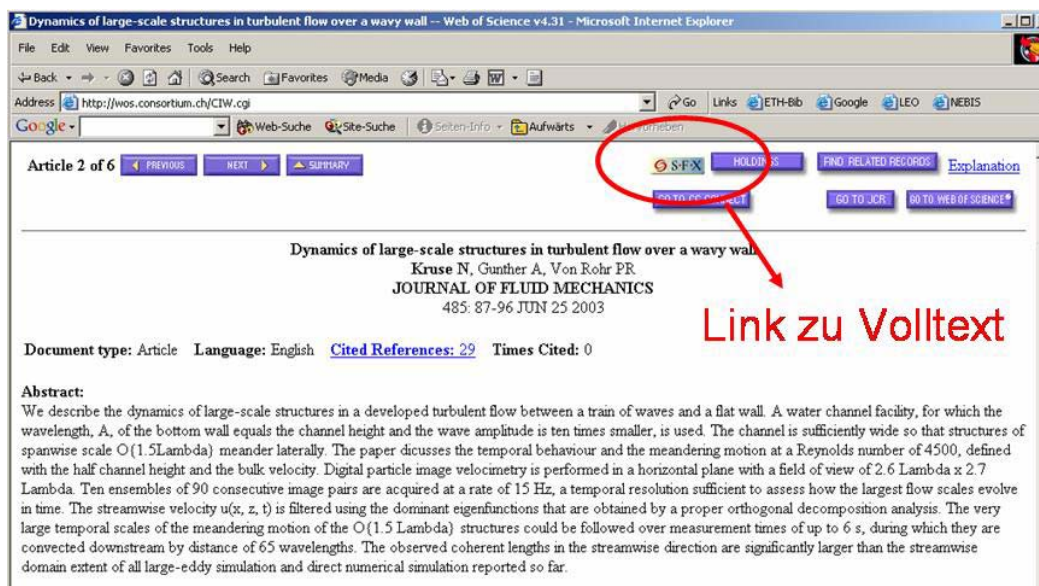 Dynamics of large-scale structures in turbulent flow over a wavy wall -- Web of Science v4.31 - Microsoft Internet Explorer
File Edit View Favorites Tools Help
Back Search Favorites Media
Address http://wos.consortium.ch/CIW.cgi Go Links ETH-Bib Google LEO NEBIS
Google Web-Suche Site-Suche Seiten-Info Aufwärts
Article 2 of 6 PREVIOUS NEXT SUMMARY S·F·X HOLDINGS FIND RELATED RECORDS Explanation
GO TO CC CONNECT GO TO JCR GO TO WEB OF SCIENCE
Dynamics of large-scale structures in turbulent flow over a wavy wall
Kruse N, Gunther A, Von Rohr PR
JOURNAL OF FLUID MECHANICS
485: 87-96 JUN 25 2003
Link zu Volltext
Document type: Article Language: English Cited References: 29 Times Cited: 0
Abstract:
We describe the dynamics of large-scale structures in a developed turbulent flow between a train of waves and a flat wall. A water channel facility, for which the
wavelength, A, of the bottom wall equals the channel height and the wave amplitude is ten times smaller, is used. The channel is sufficiently wide so that structures of
spanwise scale O{1.5Lambda} meander laterally. The paper dicusses the temporal behaviour and the meandering motion at a Reynolds number of 4500, defined
with the half channel height and the bulk velocity. Digital particle image velocimetry is performed in a horizontal plane with a field of view of 2.6 Lambda x 2.7
Lambda. Ten ensembles of 90 consecutive image pairs are acquired at a rate of 15 Hz, a temporal resolution sufficient to assess how the largest flow scales evolve
in time. The streamwise velocity u(x, z, t) is filtered using the dominant eigenfunctions that are obtained by a proper orthogonal decomposition analysis. The very
large temporal scales of the meandering motion of the O{1.5 Lambda} structures could be followed over measurement times of up to 6 s, during which they are
convected downstream by distance of 65 wavelengths. The observed coherent lengths in the streamwise direction are significantly larger than the streamwise
domain extent of all large-eddy simulation and direct numerical simulation reported so far.